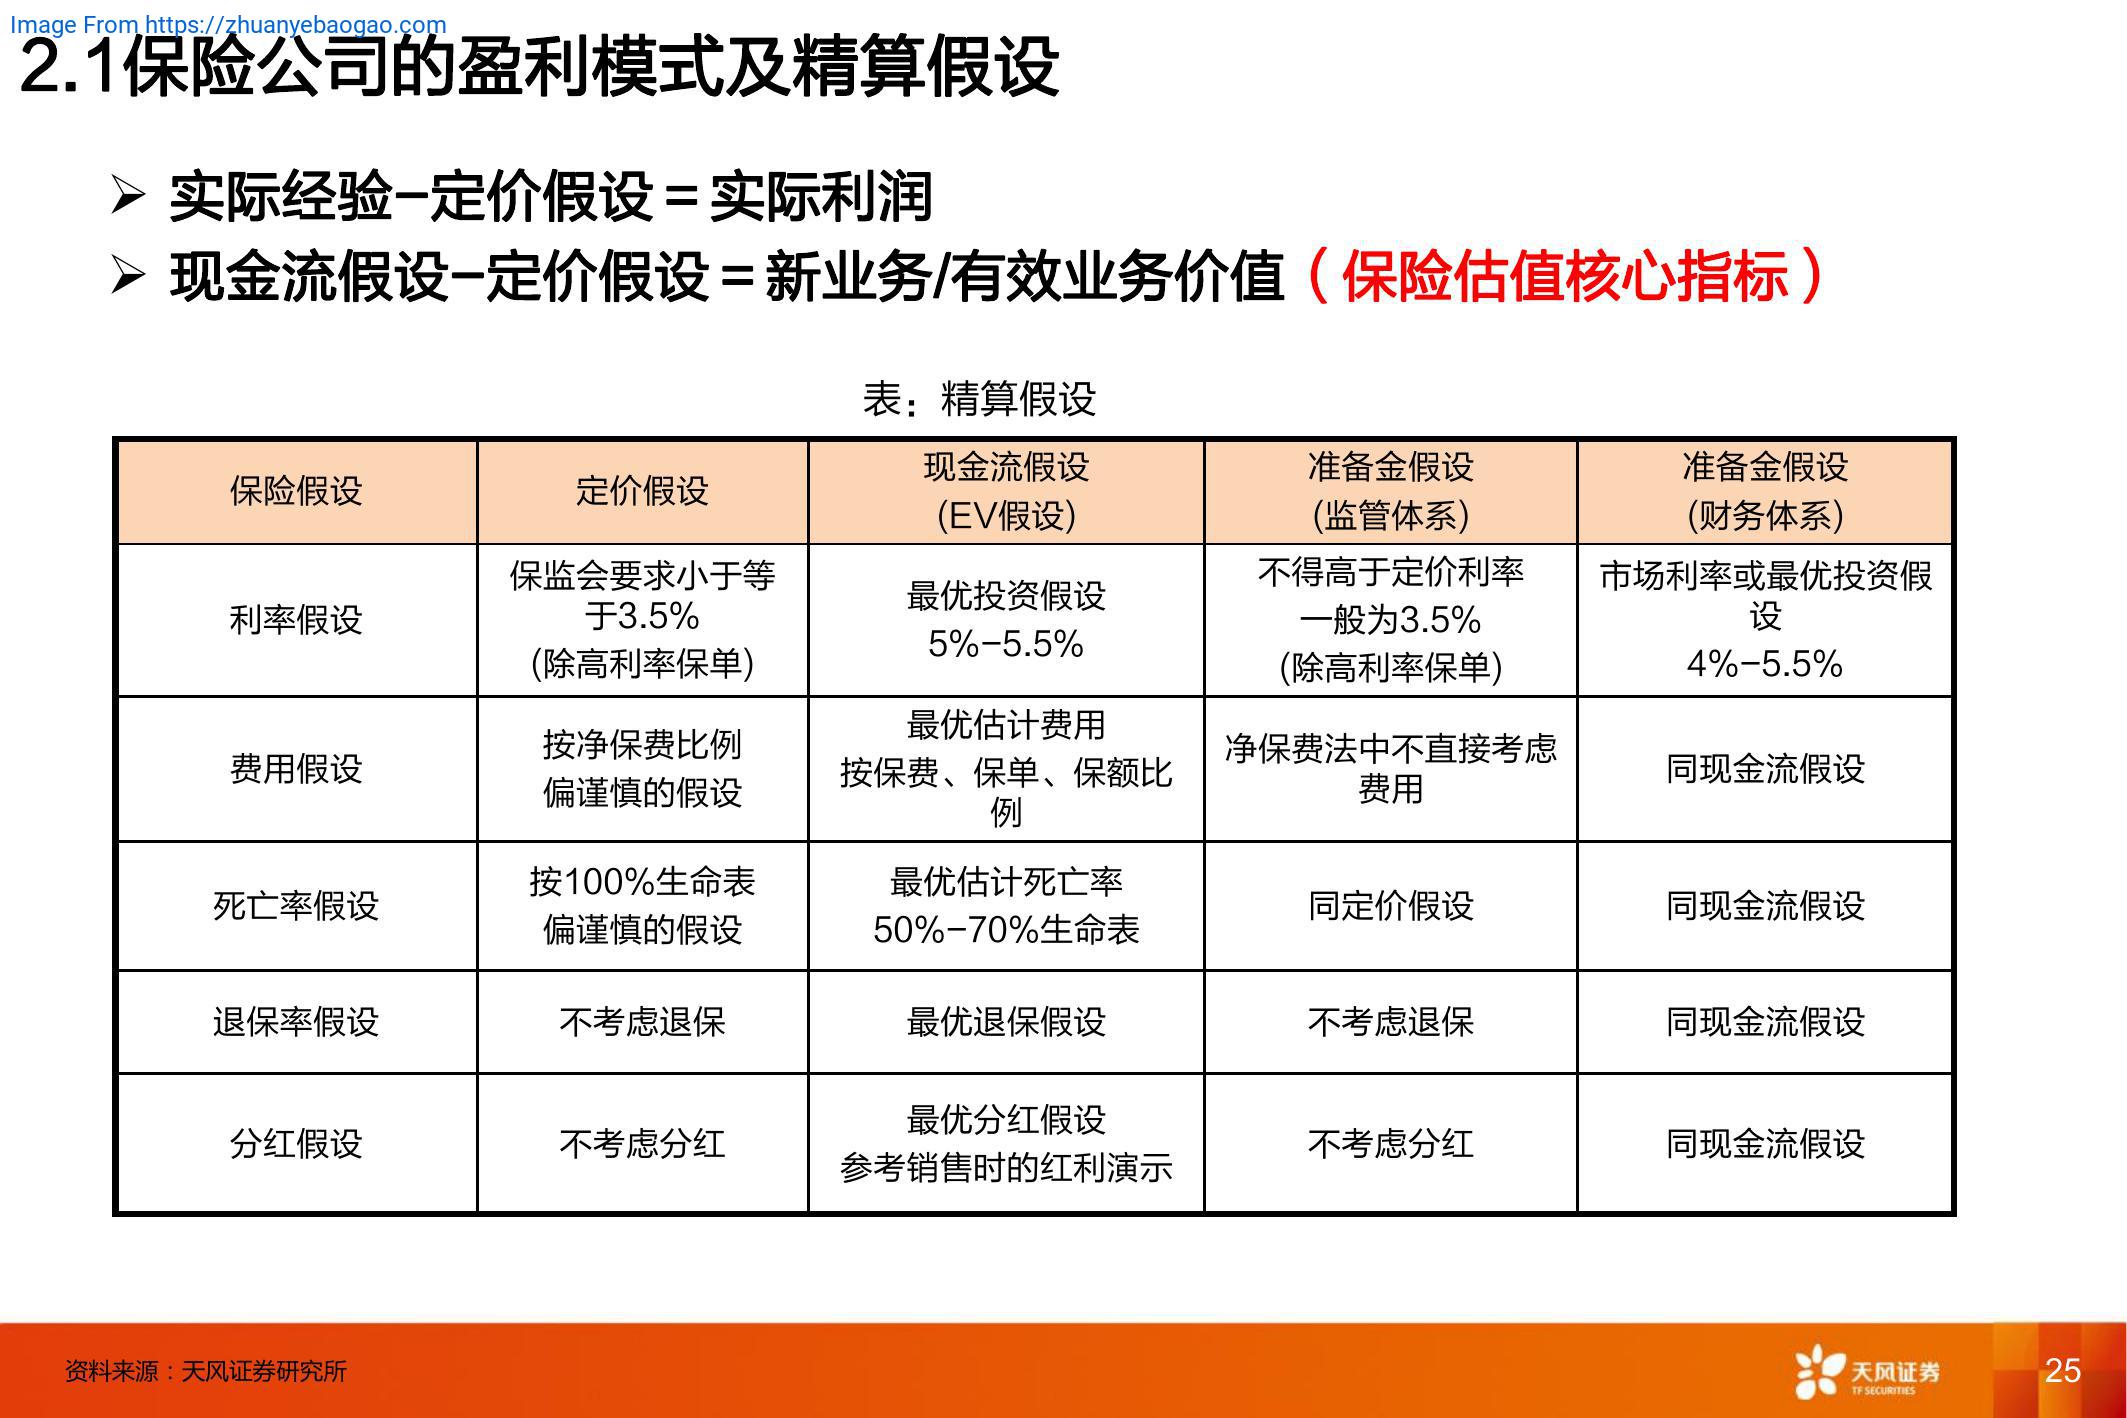 Image From https://zhuanyebaogao.com
2.1保险公司的盈利模式及精算假设
➢ 实际经验-定价假设=实际利润
➢ 现金流假设-定价假设=新业务/有效业务价值（保险估值核心指标）
表：精算假设
保险假设
定价假设
现金流假设
(EV假设)
准备金假设
(监管体系)
准备金假设
(财务体系)
利率假设
保监会要求小于等
于3.5%
(除高利率保单)
最优投资假设
5%-5.5%
不得高于定价利率
一般为3.5%
(除高利率保单)
市场利率或最优投资假
设
4%-5.5%
费用假设
按净保费比例
偏谨慎的假设
最优估计费用
按保费、保单、保额比
例
净保费法中不直接考虑
费用
同现金流假设
死亡率假设
按100%生命表
偏谨慎的假设
最优估计死亡率
50%-70%生命表
同定价假设
同现金流假设
退保率假设
不考虑退保
最优退保假设
不考虑退保
同现金流假设
分红假设
不考虑分红
最优分红假设
参考销售时的红利演示
不考虑分红
同现金流假设
资料来源：天风证券研究所
天风证券
TF SECURITIES
25